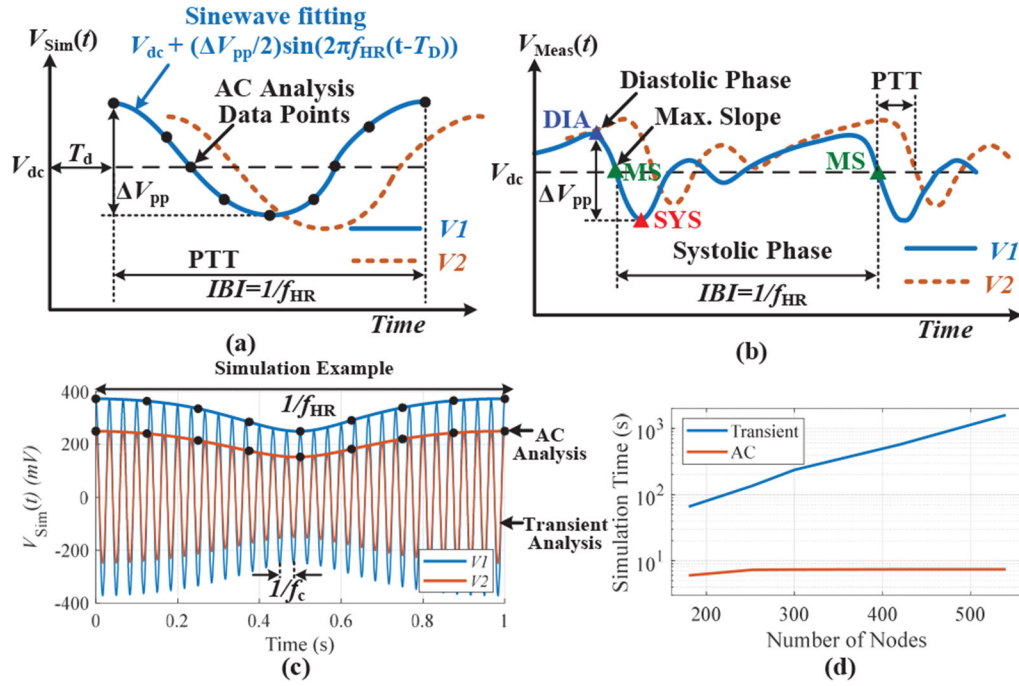 V_Sim(t)
Sinewave fitting
V_dc + (ΔV_pp/2)sin(2πf_HR(t-T_D))
AC Analysis
Data Points
V_dc
T_d
ΔV_pp
V1
V2
PTT
IBI=1/f_HR
Time
(a)
V_Meas(t)
Diastolic Phase
PTT
DIA
Max. Slope
MS
MS
V_dc
ΔV_pp
SYS
Systolic Phase
V1
V2
IBI=1/f_HR
Time
(b)
Simulation Example
1/f_HR
400
200
0
-200
-400
V_Sim(t) (mV)
AC
Analysis
Transient
Analysis
V1
V2
1/f_c
0
0.2
0.4
0.6
0.8
1
Time (s)
(c)
Simulation Time (s)
10^3
10^2
10^1
Transient
AC
200
300
400
500
Number of Nodes
(d)